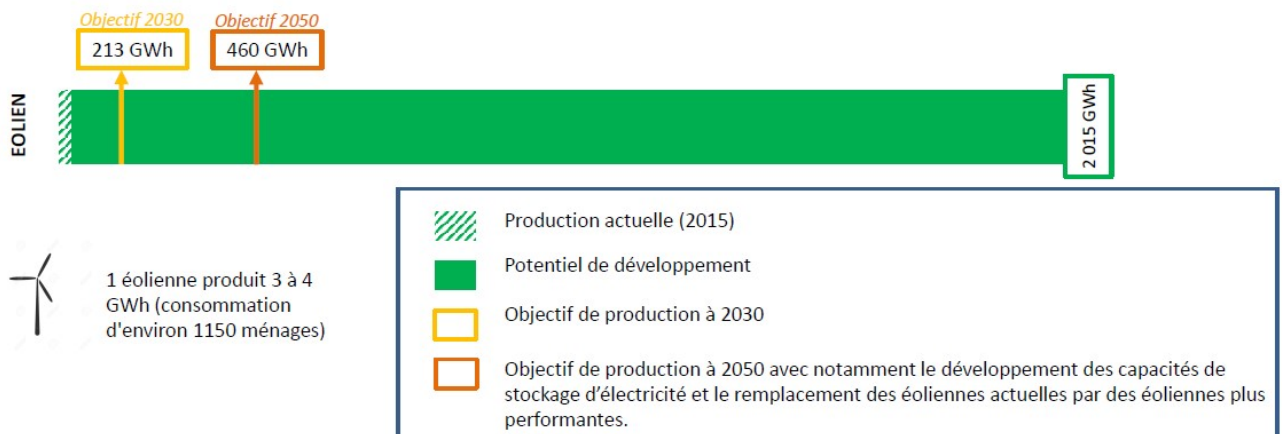 Objectif 2030
Objectif 2050
213 GWh
460 GWh
EOLIEN
2 015 GWh
1 éolienne produit 3 à 4
GWh (consommation
d'environ 1150 ménages)
Production actuelle (2015)
Potentiel de développement
Objectif de production à 2030
Objectif de production à 2050 avec notamment le développement des capacités de
stockage d’électricité et le remplacement des éoliennes actuelles par des éoliennes plus
performantes.